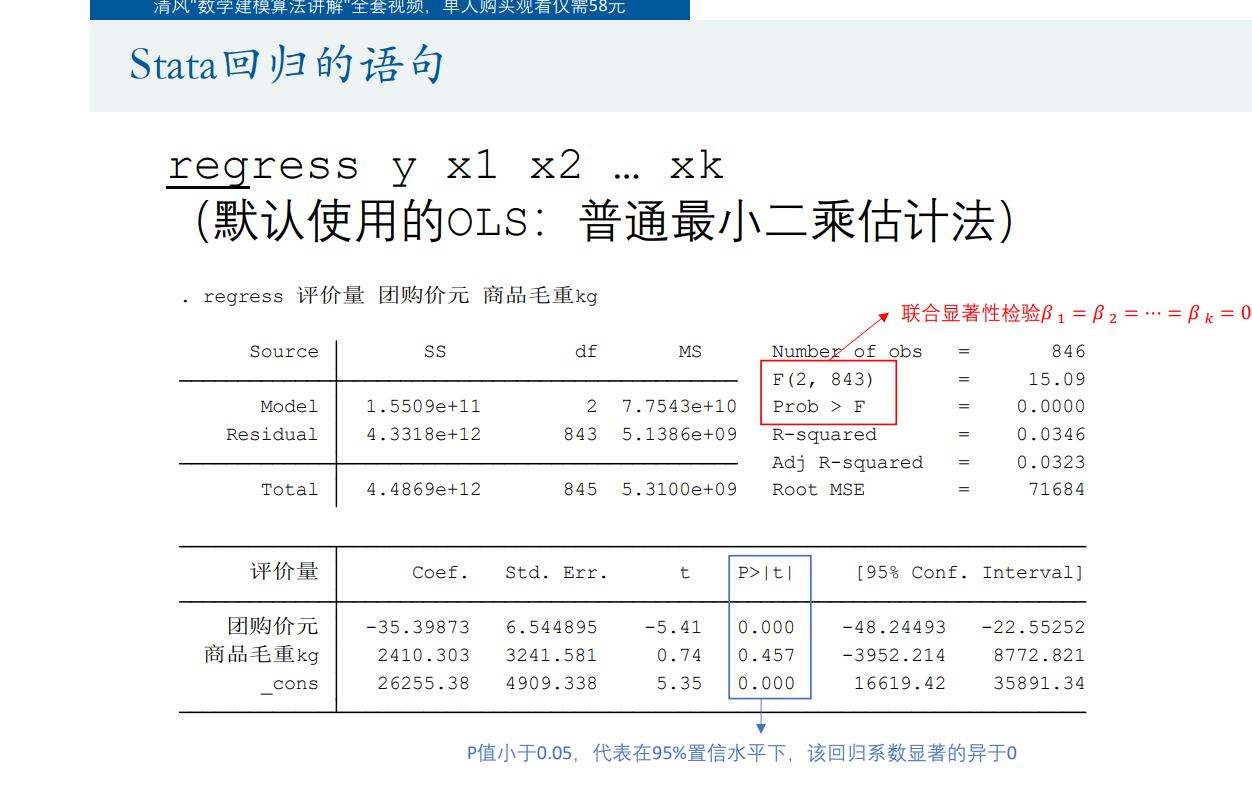 清风"数学建模算法讲解"全套视频，单人购买观看仅需58元
Stata回归的语句
regress y x1 x2 … xk
（默认使用的OLS：普通最小二乘估计法）
. regress 评价量 团购价元 商品毛重kg
联合显著性检验β₁ = β₂ = ⋯ = βₖ = 0
Source SS df MS Number of obs = 846
F(2, 843) = 15.09
Model 1.5509e+11 2 7.7543e+10 Prob > F = 0.0000
Residual 4.3318e+12 843 5.1386e+09 R-squared = 0.0346
Adj R-squared = 0.0323
Total 4.4869e+12 845 5.3100e+09 Root MSE = 71684
评价量 Coef. Std. Err. t P>|t| [95% Conf. Interval]
团购价元 -35.39873 6.544895 -5.41 0.000 -48.24493 -22.55252
商品毛重kg 2410.303 3241.581 0.74 0.457 -3952.214 8772.821
_cons 26255.38 4909.338 5.35 0.000 16619.42 35891.34
P值小于0.05，代表在95%置信水平下，该回归系数显著的异于0